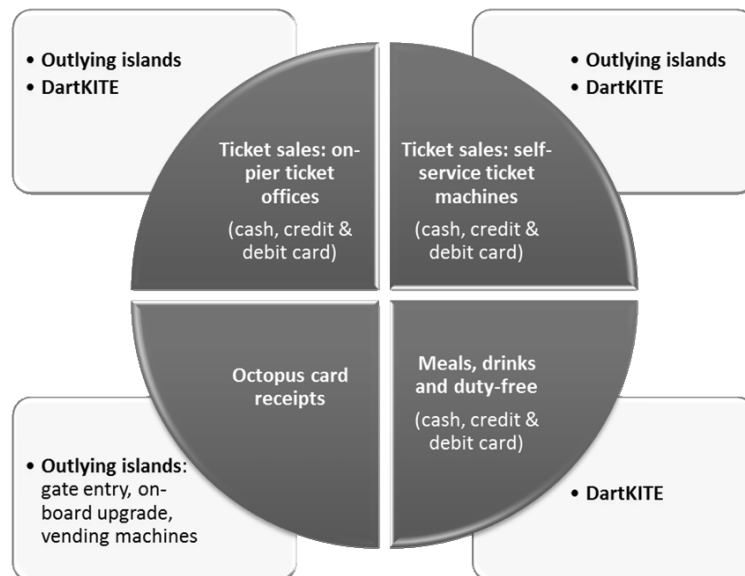 • Outlying islands
• DartKITE
• Outlying islands
• DartKITE
Ticket sales: on-
pier ticket
offices
(cash, credit &
debit card)
Ticket sales: self-
service ticket
machines
(cash, credit &
debit card)
Octopus card
receipts
Meals, drinks
and duty-free
(cash, credit &
debit card)
• Outlying islands:
gate entry, on-
board upgrade,
vending machines
• DartKITE